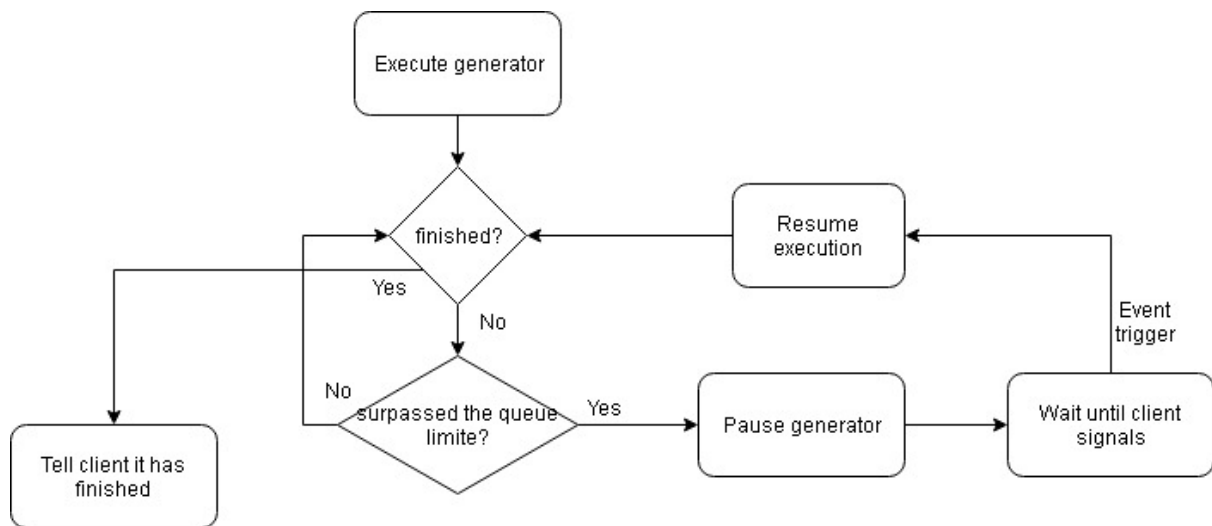 Execute generator
finished?
Resume
execution
Yes
No
Event
trigger
No
surpassed the queue
limite?
Yes
Pause generator
Wait until client
signals
Tell client it has
finished